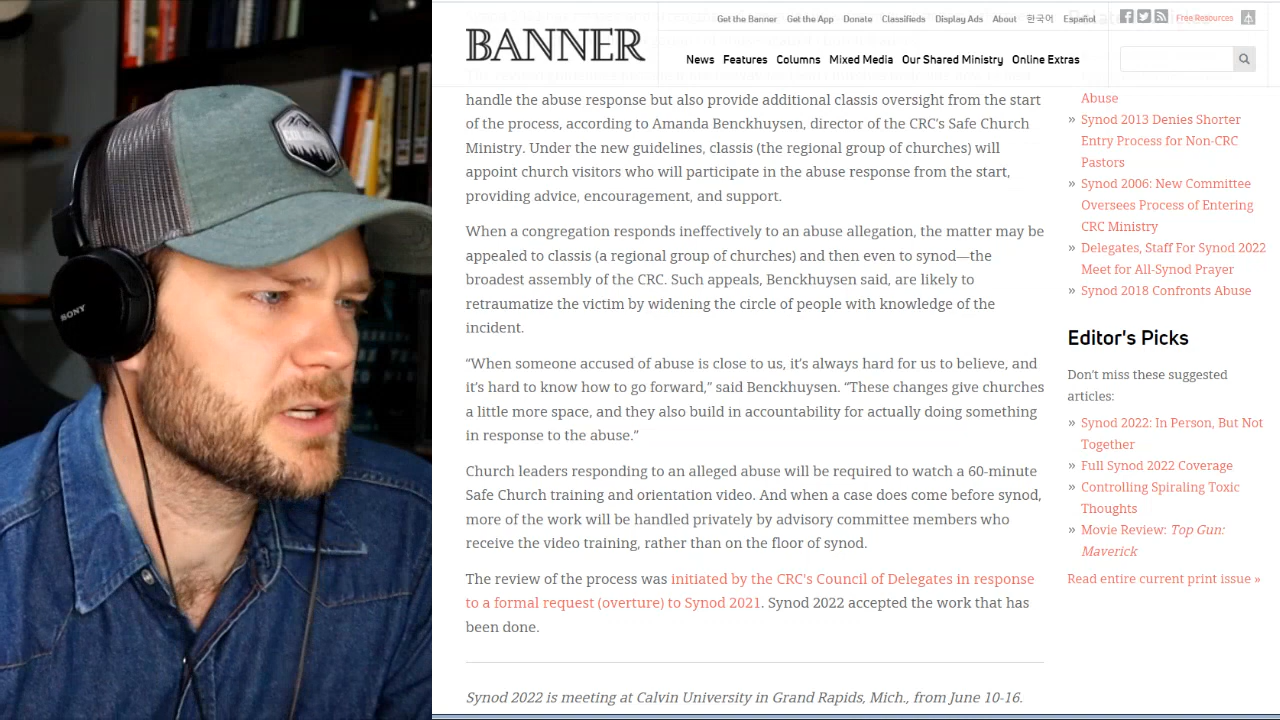 Get the Banner Get the App Donate Classifieds Display Ads About 한국어 Español
Free Resources
BANNER
News Features Columns Mixed Media Our Shared Ministry Online Extras
handle the abuse response but also provide additional classis oversight from the start
of the process, according to Amanda Benckhuysen, director of the CRC's Safe Church
Ministry. Under the new guidelines, classis (the regional group of churches) will
appoint church visitors who will participate in the abuse response from the start,
providing advice, encouragement, and support.
When a congregation responds ineffectively to an abuse allegation, the matter may be
appealed to classis (a regional group of churches) and then even to synod—the
broadest assembly of the CRC. Such appeals, Benckhuysen said, are likely to
retraumatize the victim by widening the circle of people with knowledge of the
incident.
“When someone accused of abuse is close to us, it’s always hard for us to believe, and
it’s hard to know how to go forward,” said Benckhuysen. “These changes give churches
a little more space, and they also build in accountability for actually doing something
in response to the abuse.”
Church leaders responding to an alleged abuse will be required to watch a 60-minute
Safe Church training and orientation video. And when a case does come before synod,
more of the work will be handled privately by advisory committee members who
receive the video training, rather than on the floor of synod.
The review of the process was initiated by the CRC's Council of Delegates in response
to a formal request (overture) to Synod 2021. Synod 2022 accepted the work that has
been done.
Synod 2022 is meeting at Calvin University in Grand Rapids, Mich., from June 10-16.
Abuse
» Synod 2013 Denies Shorter
Entry Process for Non-CRC
Pastors
» Synod 2006: New Committee
Oversees Process of Entering
CRC Ministry
» Delegates, Staff For Synod 2022
Meet for All-Synod Prayer
» Synod 2018 Confronts Abuse
Editor's Picks
Don't miss these suggested
articles:
» Synod 2022: In Person, But Not
Together
» Full Synod 2022 Coverage
» Controlling Spiraling Toxic
Thoughts
» Movie Review: Top Gun:
Maverick
Read entire current print issue »
SONY